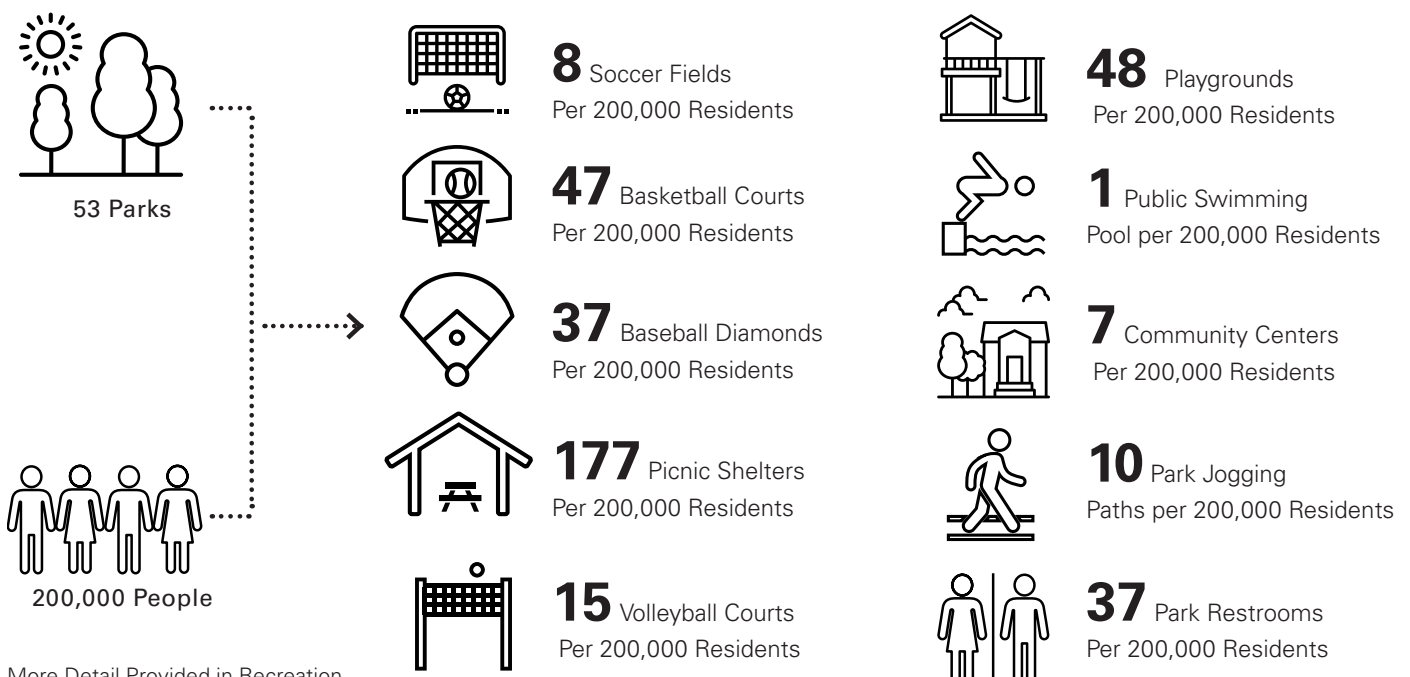 53 Parks
200,000 People
More Detail Provided in Recreation
8 Soccer Fields
Per 200,000 Residents
47 Basketball Courts
Per 200,000 Residents
37 Baseball Diamonds
Per 200,000 Residents
177 Picnic Shelters
Per 200,000 Residents
15 Volleyball Courts
Per 200,000 Residents
48 Playgrounds
Per 200,000 Residents
1 Public Swimming
Pool per 200,000 Residents
7 Community Centers
Per 200,000 Residents
10 Park Jogging
Paths per 200,000 Residents
37 Park Restrooms
Per 200,000 Residents